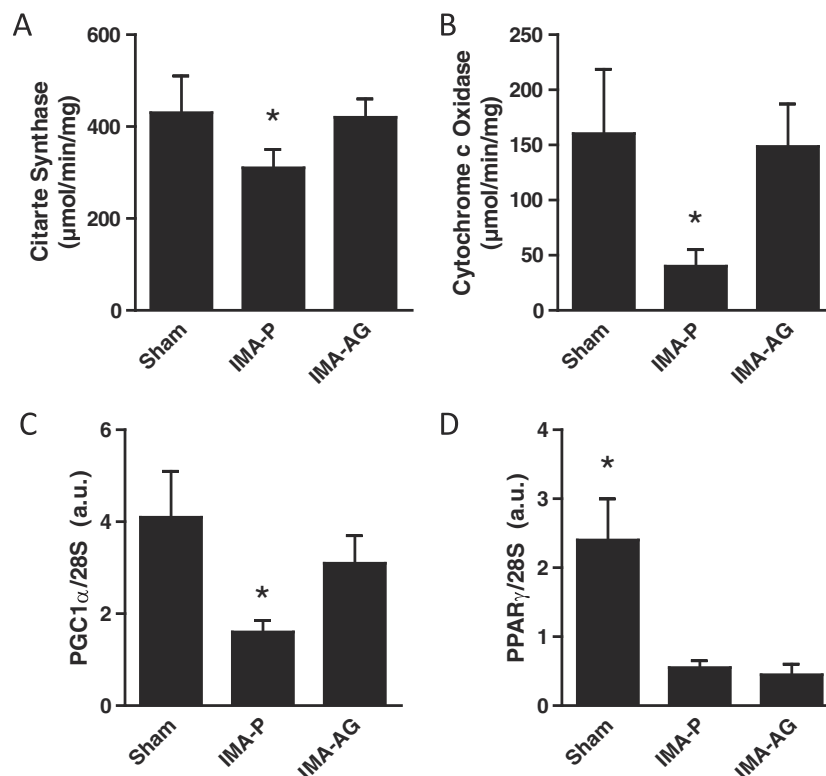 A
Citarte Synthase
(µmol/min/mg)
600
400
200
0
*
Sham
IMA-P
IMA-AG
B
Cytochrome c Oxidase
(µmol/min/mg)
250
200
150
100
50
0
*
Sham
IMA-P
IMA-AG
C
PGC1α/28S (a.u.)
6
4
2
0
*
Sham
IMA-P
IMA-AG
D
PPARγ/28S (a.u.)
4
3
2
1
0
*
Sham
IMA-P
IMA-AG